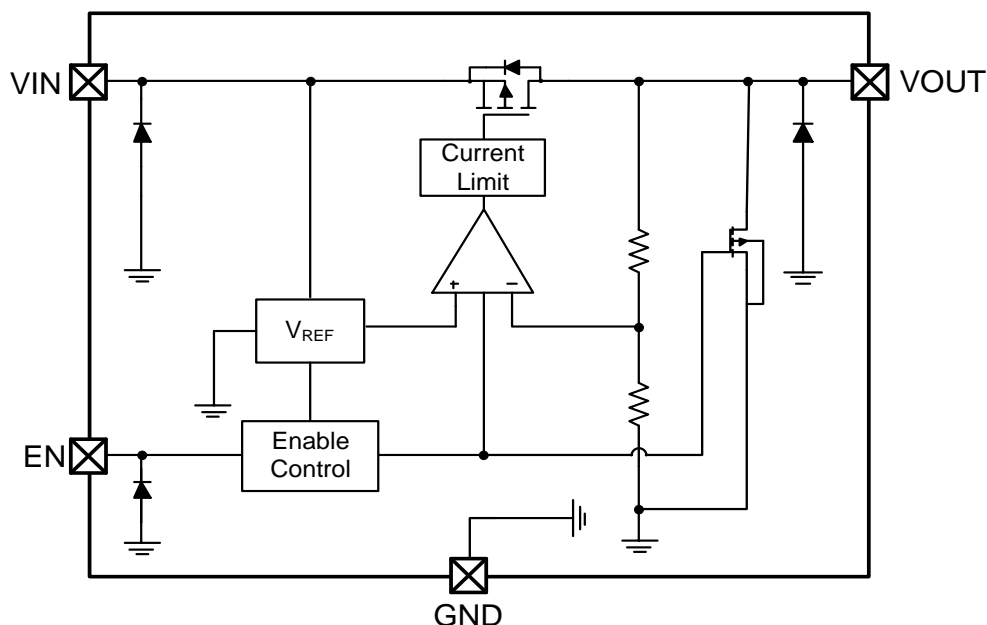 VIN
VOUT
Current
Limit
+ −
VREF
EN
Enable
Control
GND